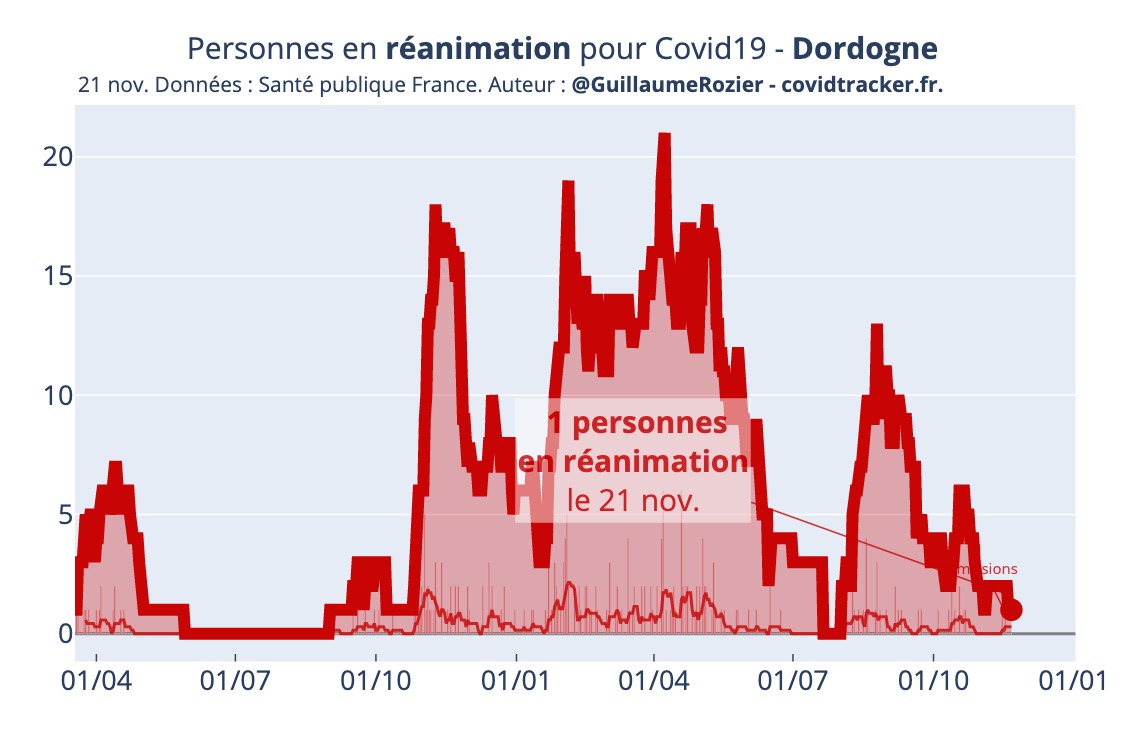 Personnes en réanimation pour Covid19 - Dordogne
21 nov. Données : Santé publique France. Auteur : @GuillaumeRozier - covidtracker.fr.
20
15
10
5
0
1 personnes
en réanimation
le 21 nov.
01/04
01/07
01/10
01/01
01/04
01/07
01/10
01/01